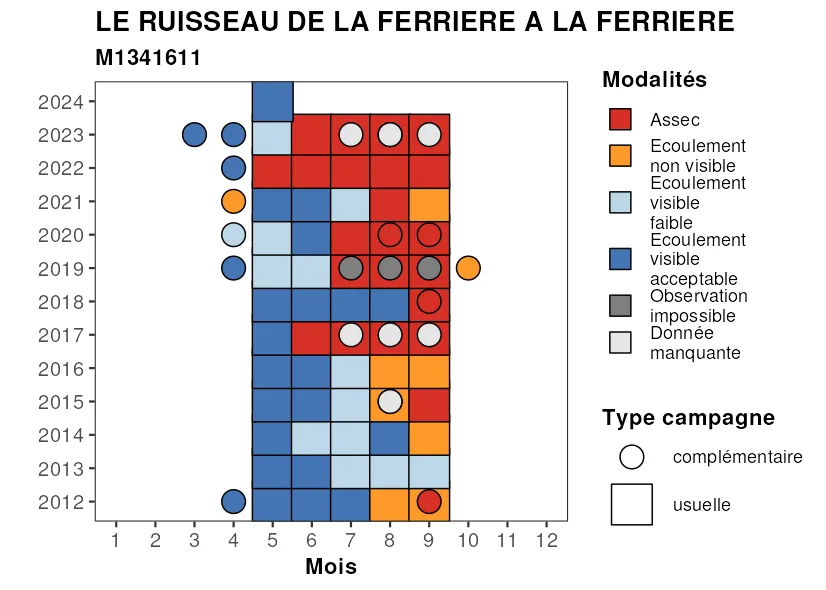 LE RUISSEAU DE LA FERRIERE A LA FERRIERE
M1341611
2024
2023
2022
2021
2020
2019
2018
2017
2016
2015
2014
2013
2012
1 2 3 4 5 6 7 8 9 10 11 12
Mois
Modalités
Assec
Ecoulement
non visible
Ecoulement
visible
faible
Ecoulement
visible
acceptable
Observation
impossible
Donnée
manquante
Type campagne
complémentaire
usuelle